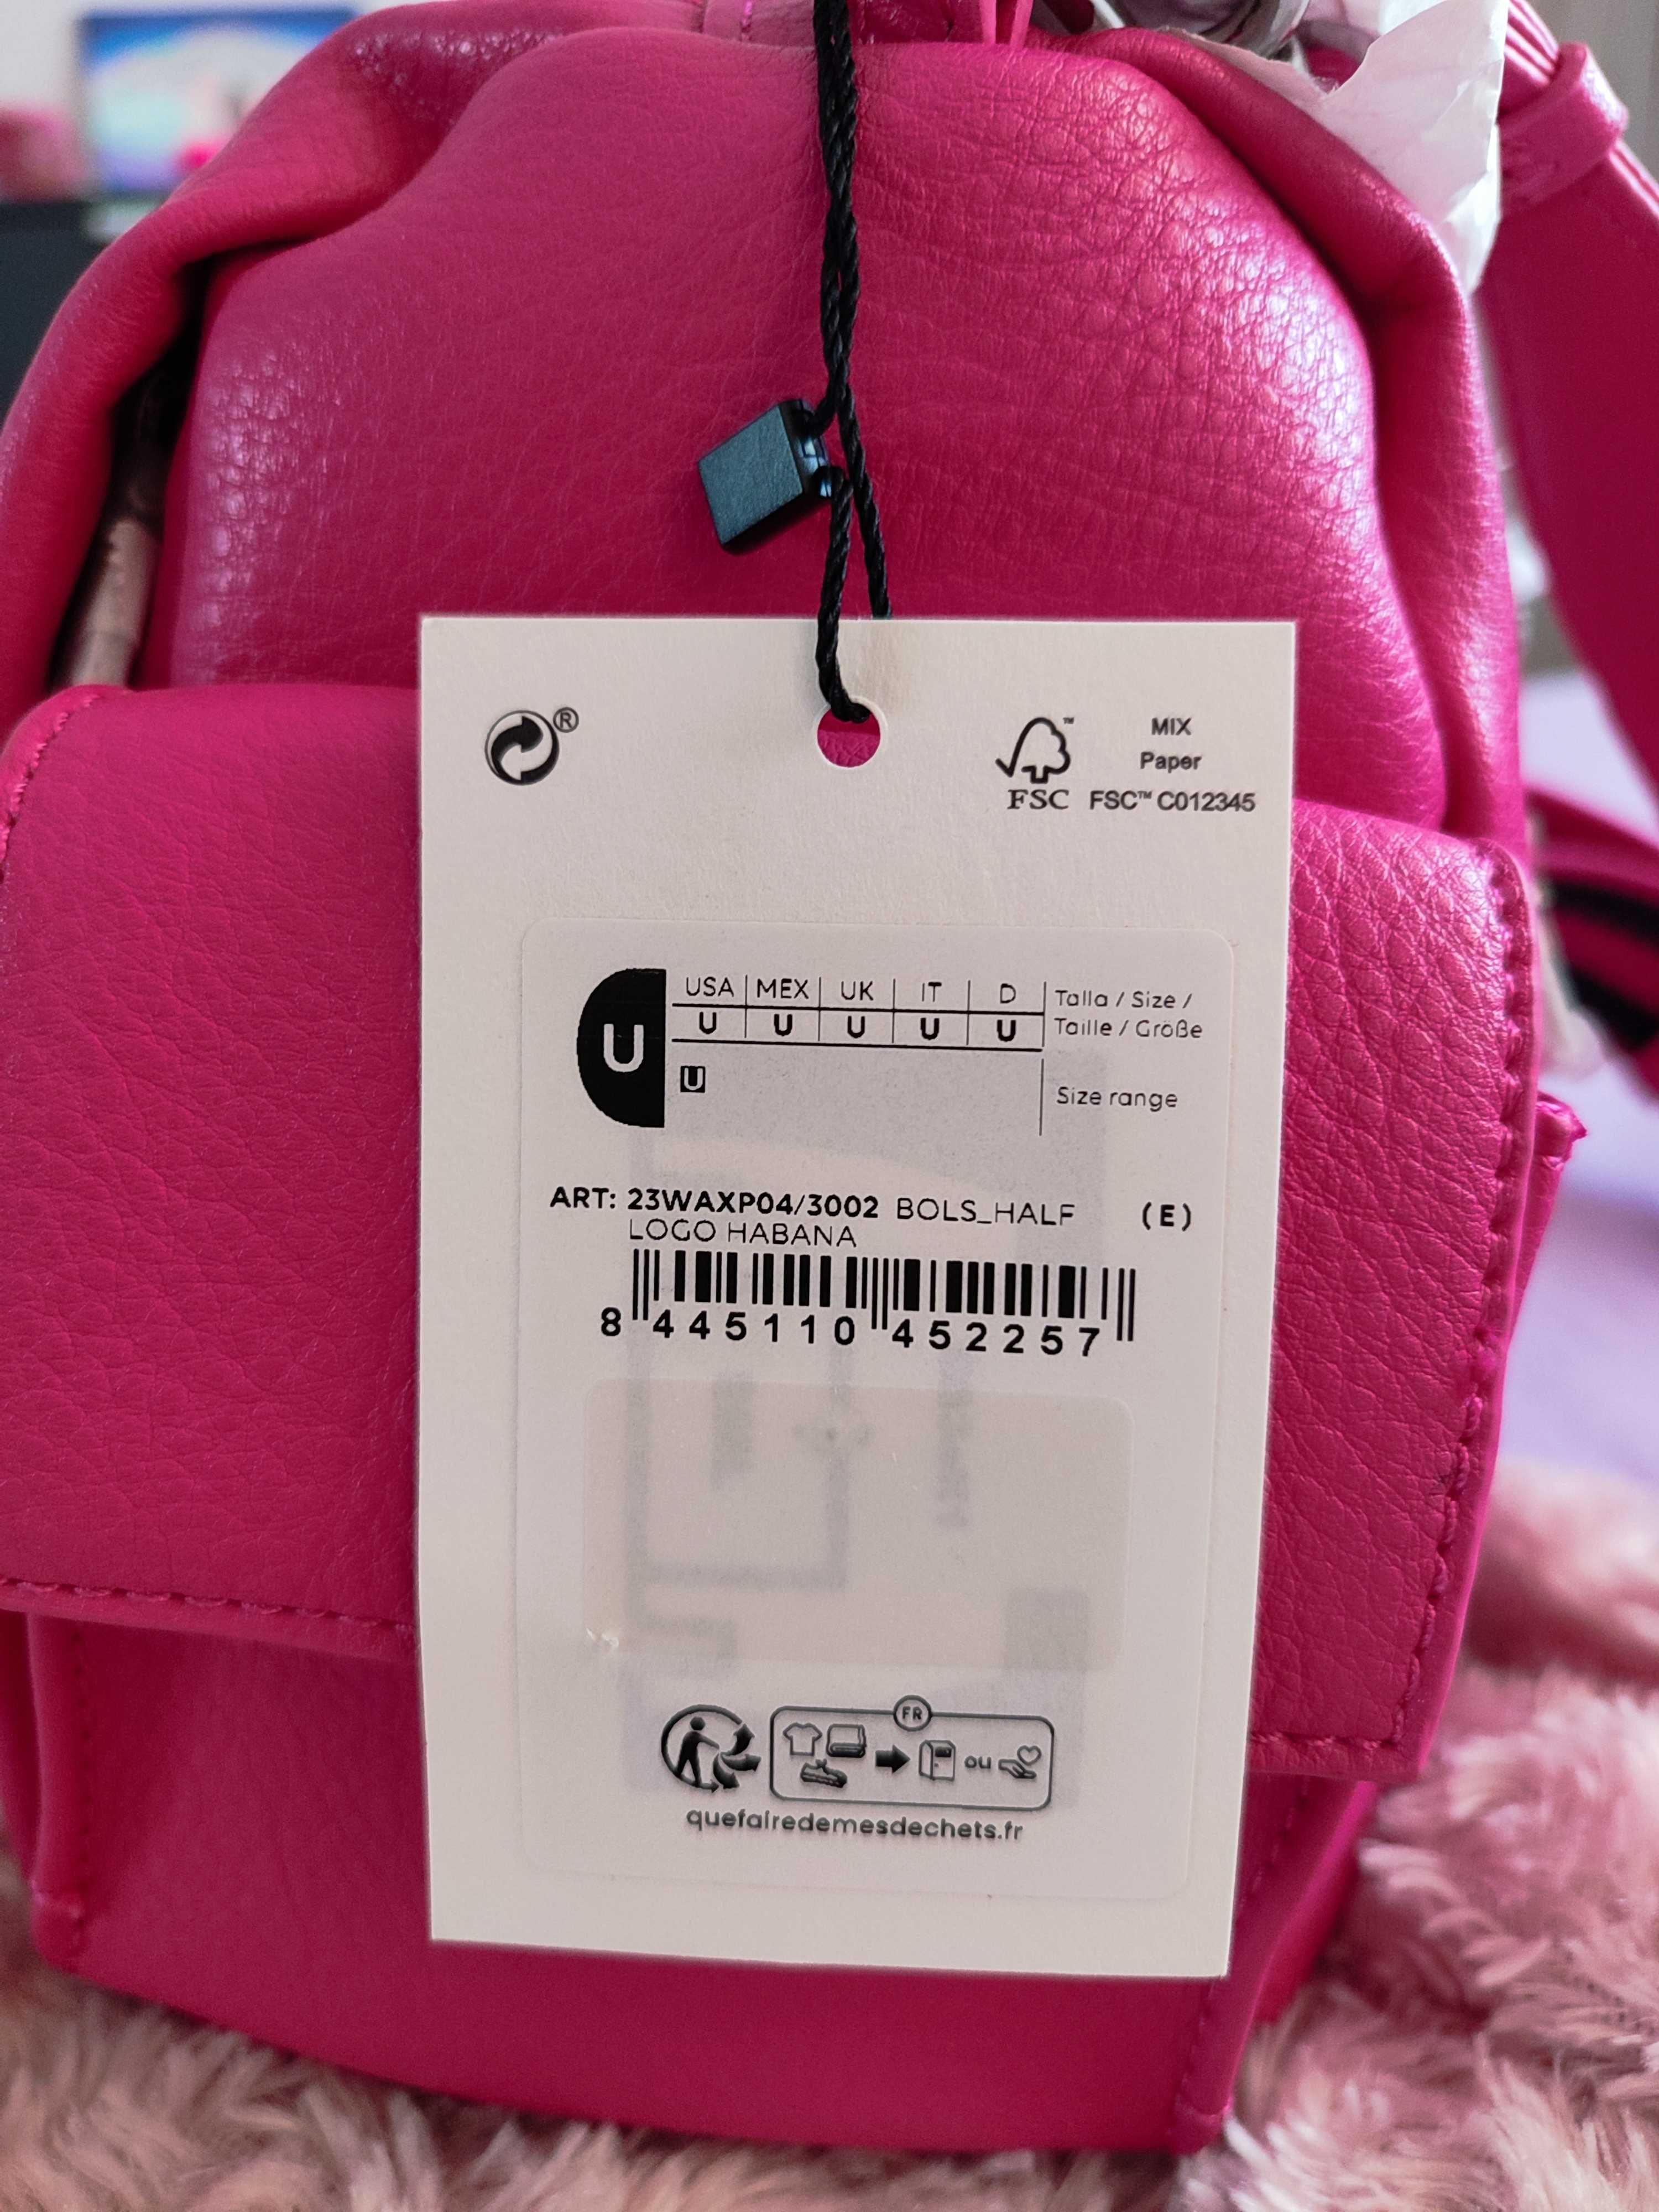 ®
™ MIX
Paper
FSC FSC™ C012345
USA MEX UK IT D Talla / Size /
U U U U U U Taille / Größe
U Size range
ART: 23WAXP04/3002 BOLS_HALF (E)
LOGO HABANA
8 445110 452257
FR
ou
quefairedemesdechets.fr